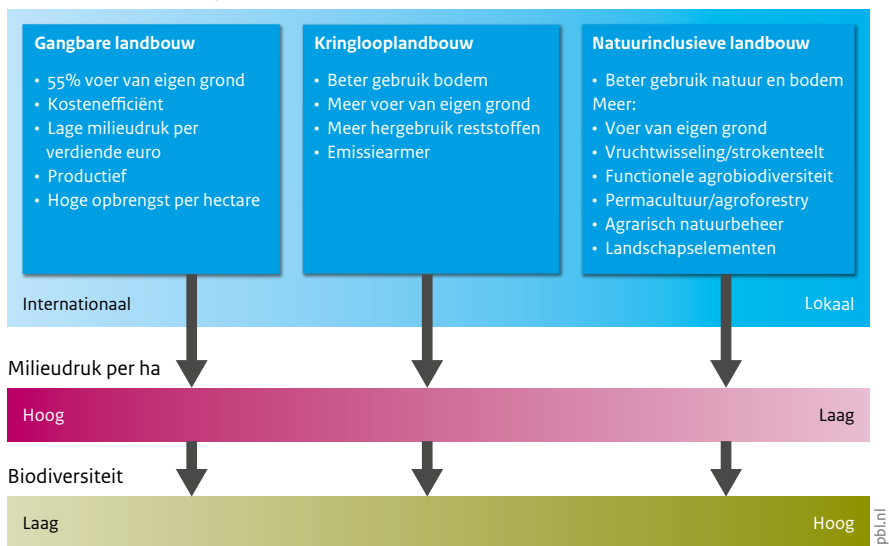 Gangbare landbouw
• 55% voer van eigen grond
• Kostenefficiënt
• Lage milieudruk per
verdiende euro
• Productief
• Hoge opbrengst per hectare
Kringlooplandbouw
• Beter gebruik bodem
• Meer voer van eigen grond
• Meer hergebruik reststoffen
• Emissiearmer
Natuurinclusieve landbouw
• Beter gebruik natuur en bodem
Meer:
• Voer van eigen grond
• Vruchtwisseling/strokenteelt
• Functionele agrobiodiversiteit
• Permacultuur/agroforestry
• Agrarisch natuurbeheer
• Landschapselementen
Internationaal
Lokaal
Milieudruk per ha
Hoog
Laag
Biodiversiteit
Laag
Hoog
pbl.nl